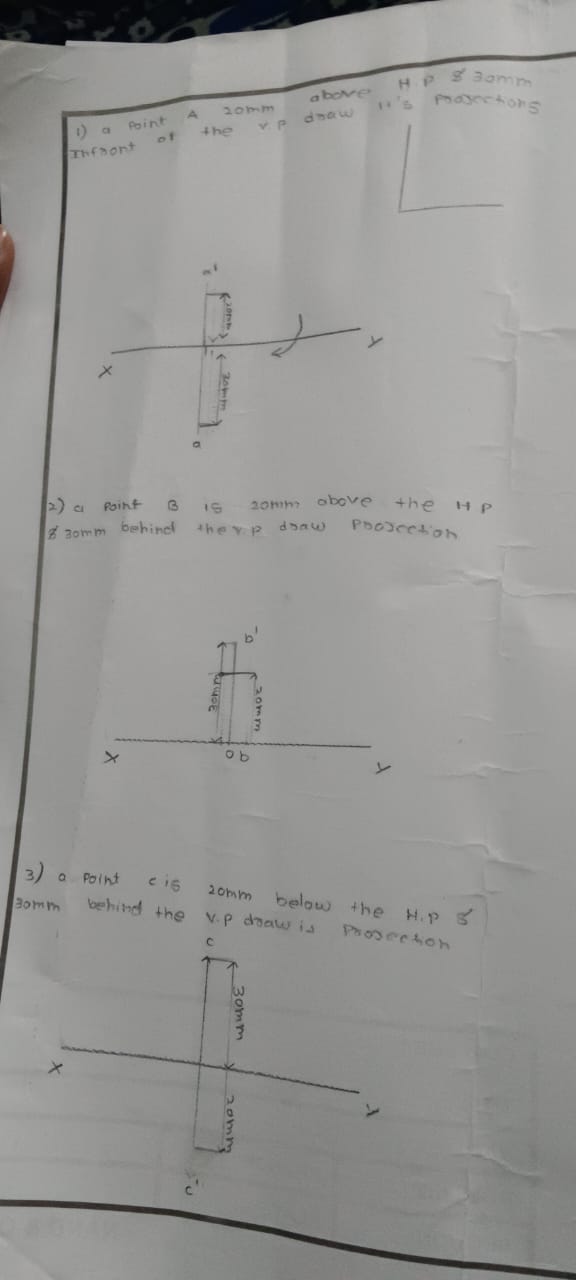 1) a Point A 20mm above H.P & 30mm
Infront of the V.P draw it's Projections
a'
20mm
30mm
X
Y
a
2) a Point B is 20mm above the HP
& 30mm behind the V.P draw Projection
b'
30mm
20mm
X
o b
Y
3) a Point c is 20mm below the H.P &
30mm behind the V.P draw is Projection
c
30mm
X
20mm
Y
c'